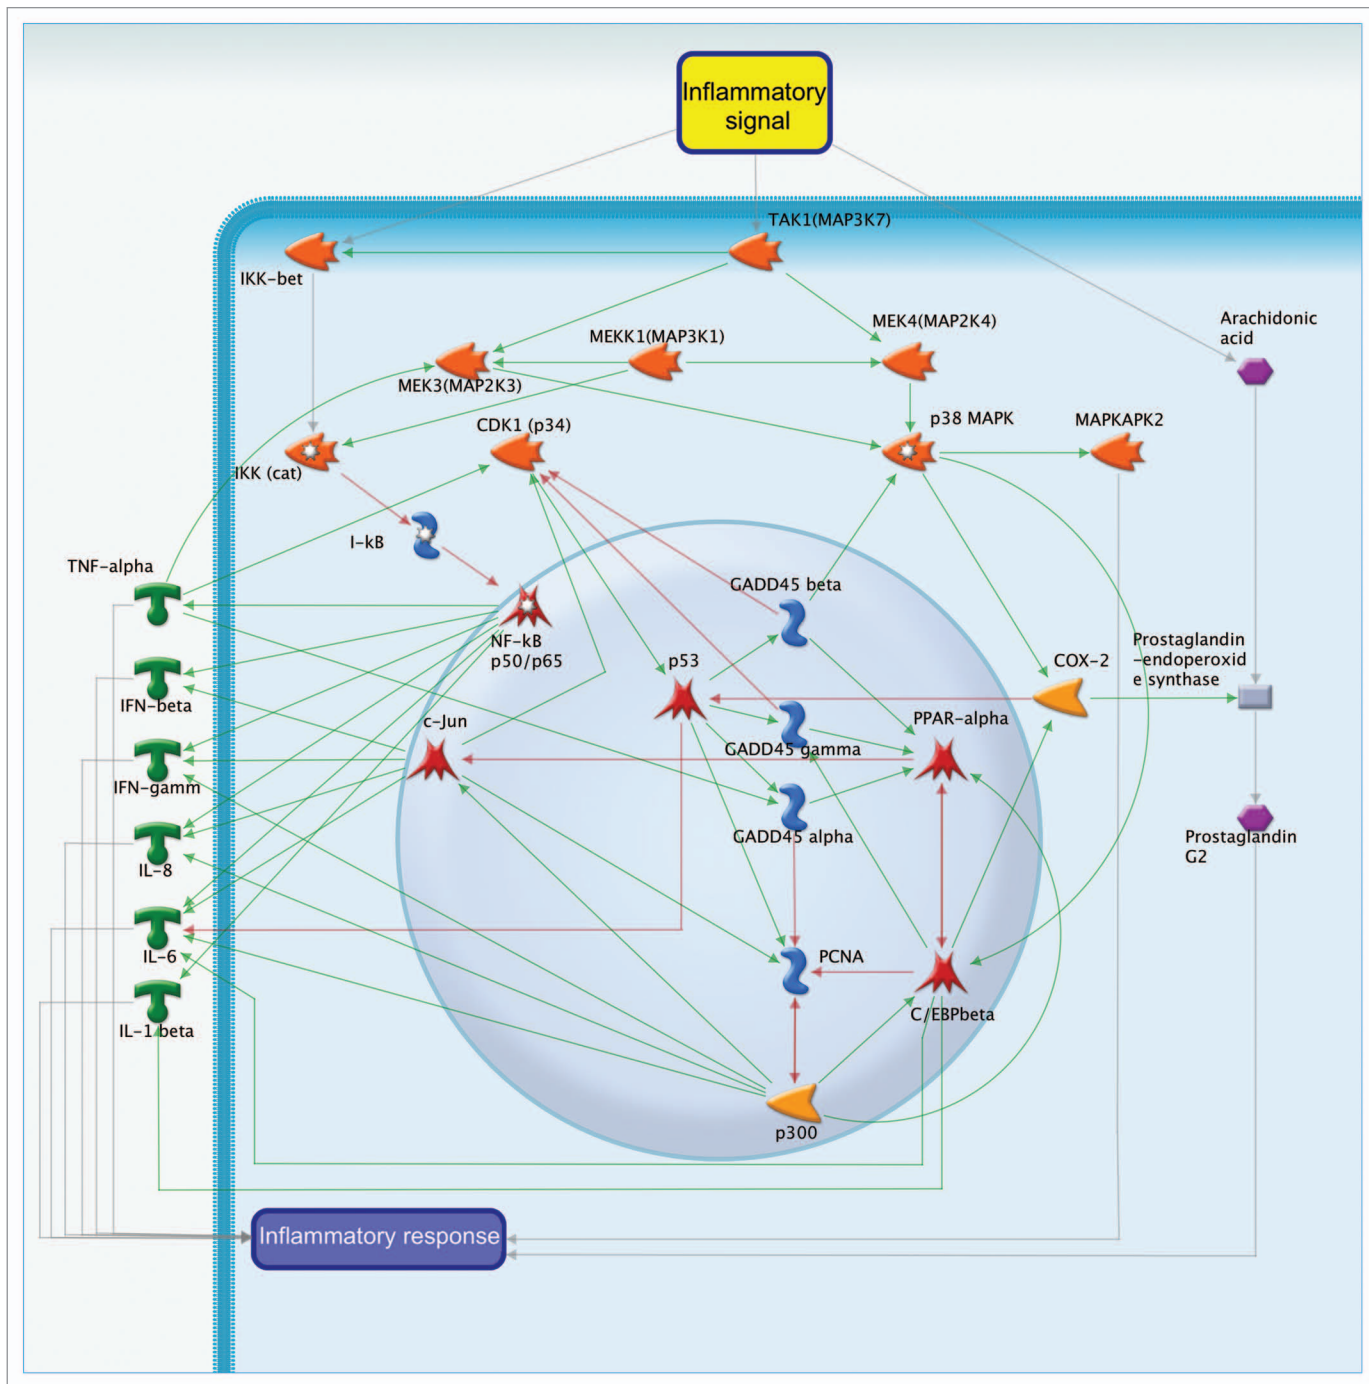 Inflammatory
signal
TAK1(MAP3K7)
IKK-bet
MEK4(MAP2K4)
MEKK1(MAP3K1)
Arachidonic
acid
MEK3(MAP2K3)
CDK1 (p34)
p38 MAPK
MAPKAPK2
IKK (cat)
I-kB
TNF-alpha
GADD45 beta
NF-kB
p50/p65
Prostaglandin
-endoperoxid
e synthase
p53
COX-2
IFN-beta
c-Jun
PPAR-alpha
GADD45 gamma
IFN-gamm
GADD45 alpha
Prostaglandin
G2
IL-8
IL-6
PCNA
C/EBPbeta
IL-1 beta
p300
Inflammatory response